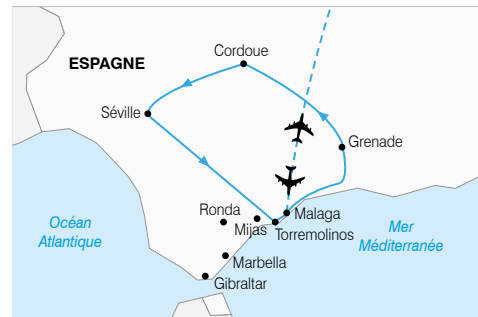 Cordoue
ESPAGNE
Séville
Grenade
Ronda
Malaga
Mijas
Torremolinos
Océan
Atlantique
Mer
Méditerranée
Marbella
Gibraltar